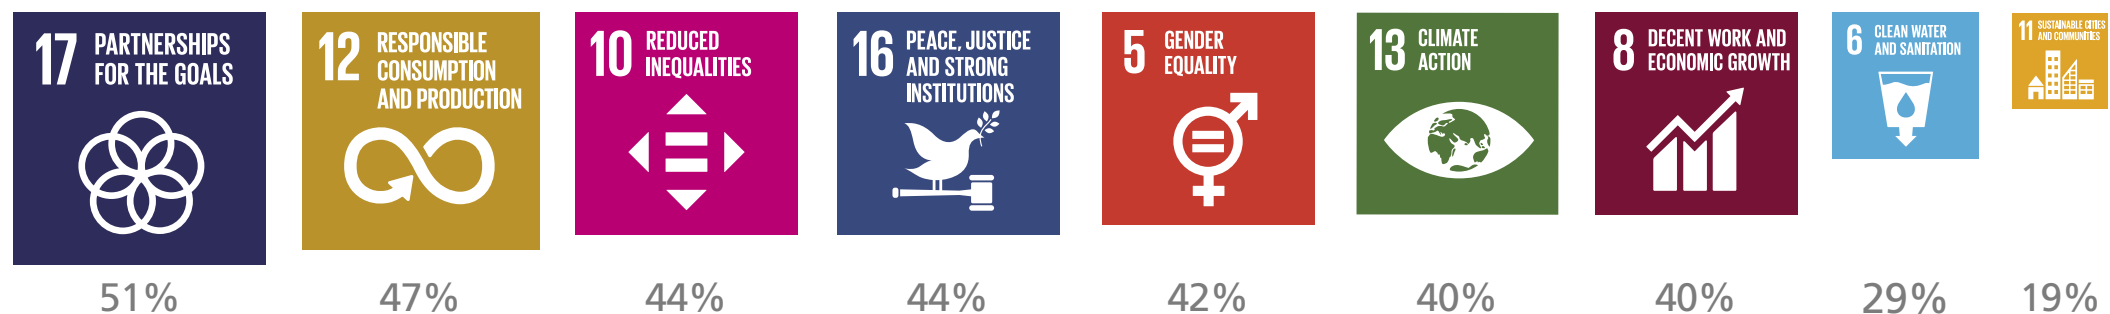 17 PARTNERSHIPS
FOR THE GOALS
12 RESPONSIBLE
CONSUMPTION
AND PRODUCTION
10 REDUCED
INEQUALITIES
16 PEACE, JUSTICE
AND STRONG
INSTITUTIONS
5 GENDER
EQUALITY
13 CLIMATE
ACTION
8 DECENT WORK AND
ECONOMIC GROWTH
6 CLEAN WATER
AND SANITATION
11 SUSTAINABLE CITIES
AND COMMUNITIES
51% 47% 44% 44% 42% 40% 40% 29% 19%